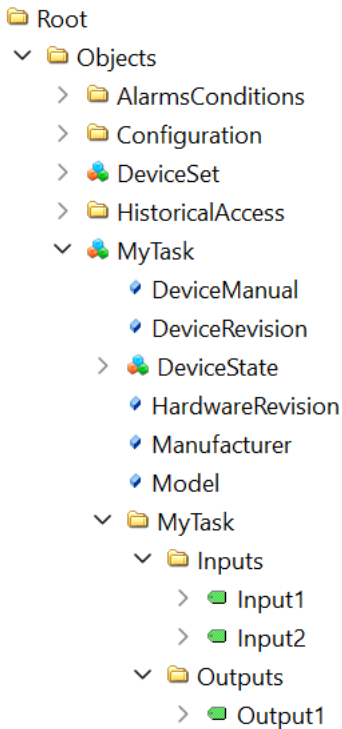 Root
Objects
AlarmsConditions
Configuration
DeviceSet
HistoricalAccess
MyTask
DeviceManual
DeviceRevision
DeviceState
HardwareRevision
Manufacturer
Model
MyTask
Inputs
Input1
Input2
Outputs
Output1